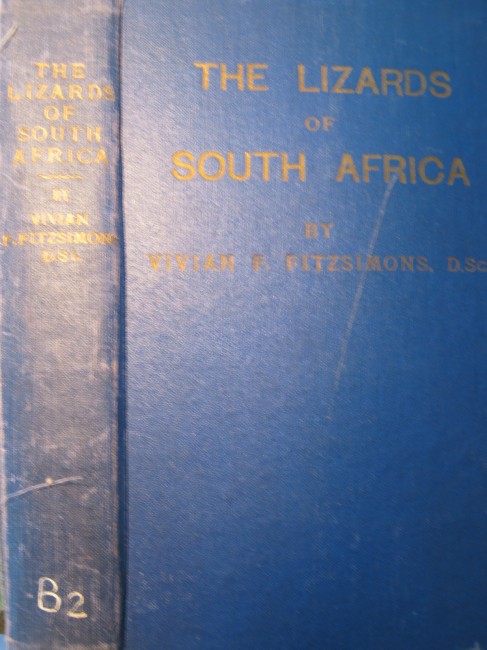 THE
LIZARDS
OF
SOUTH
AFRICA
BY
VIVIAN
F. FITZSIMONS
D.Sc.
B2
THE LIZARDS
OF
SOUTH AFRICA
BY
VIVIAN F. FITZSIMONS, D.Sc